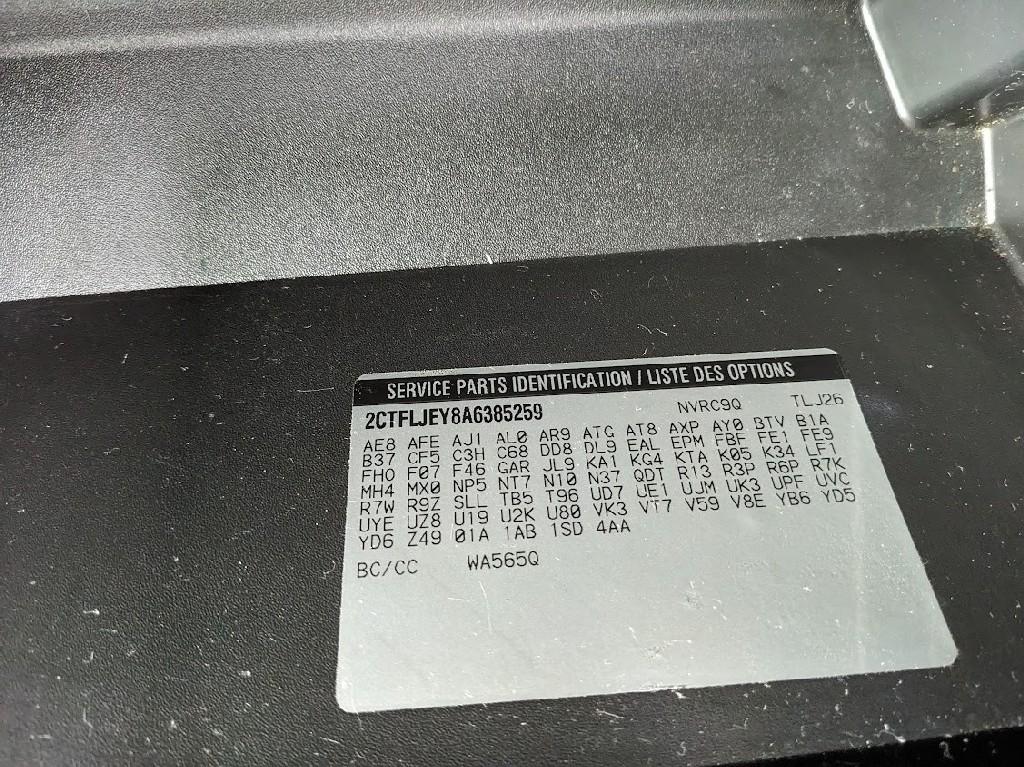 SERVICE PARTS IDENTIFICATION / LISTE DES OPTIONS
2CTFLJEY8A6385259 NVRC9Q TLJ26
AE8 AFE AJ1 AL0 AR9 ATG AT8 AXP AY0 BTV B1A
B37 CF5 C3H C68 DD8 DL9 EAL EPM FBF FE1 FE9
FHO F07 F46 GAR JL9 KA1 KG4 KTA K05 K34 LF1
MH4 MX0 NP5 NT7 N10 N37 QDT R13 R3P R6P R7K
R7W R9Z SLL TB5 T96 UD7 UE1 UJM UK3 UPF UVC
UYE UZ8 U19 U2K U80 VK3 VT7 V59 V8E YB6 YD5
YD6 Z49 01A 1AB 1SD 4AA
BC/CC WA565Q